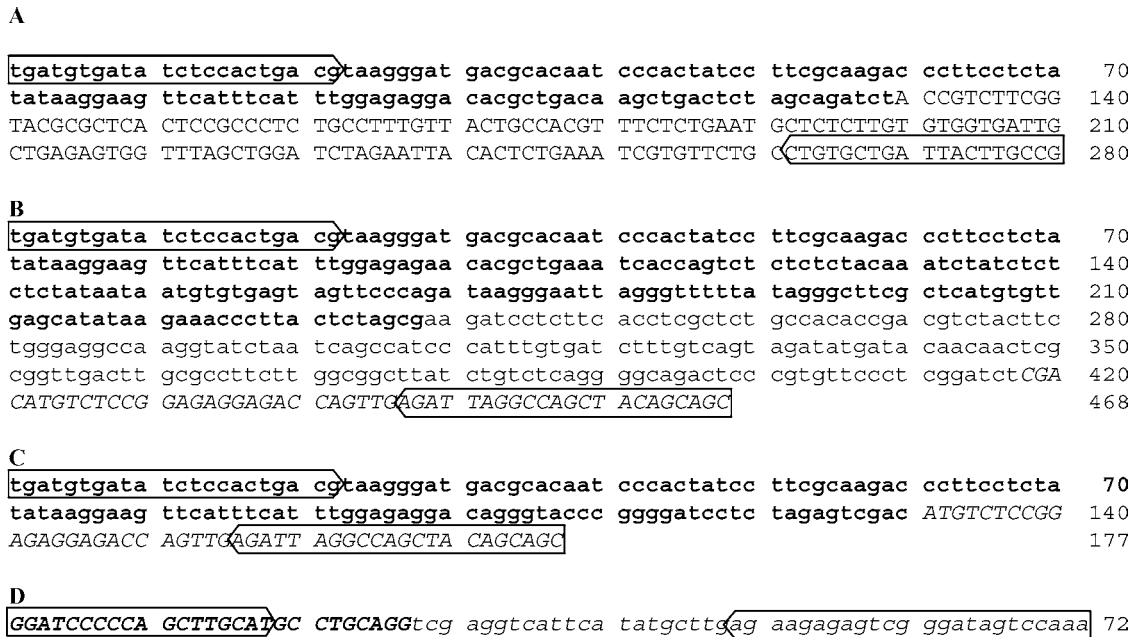 A
tgatgtgata tctccactga cgtaagggat gacgcacaat cccactatcc ttcgcaagac ccttcctcta 70
tataaggaag ttcatttcat ttggagagga cacgctgaca agctgactct agcagatctA CCGTCTTCGG 140
TACGCGCTCA CTCCGCCCTC TGCCTTTGTT ACTGCCACGT TTCTCTGAAT GCTCTCTTGT GTGGTGATTG 210
CTGAGAGTGG TTTAGCTGGA TCTAGAATTA CACTCTGAAA TCGTGTTCTG CCTGTGCTGA TTACTTGCCG 280
B
tgatgtgata tctccactga cgtaagggat gacgcacaat cccactatcc ttcgcaagac ccttcctcta 70
tataaggaag ttcatttcat ttggagagaa cacgctgaaa tcaccagtct ctctctacaa atctatctct 140
ctctataata atgtgtgagt agttcccaga taagggaatt agggttttta tagggcttcg ctcatgtgtt 210
gagcatataa gaaaccctta ctctagcgaa gatcctcttc acctcgctct gccacaccga cgtctacttc 280
tgggaggcca aggtatctaa tcagccatcc catttgtgat ctttgtcagt agatatgata caacaactcg 350
cggttgactt gcgccttctt ggcggcttat ctgtctcagg ggcagactcc cgtgttccct cggatctCGA 420
CATGTCTCCG GAGAGGAGAC CAGTTGAGAT TAGGCCAGCT ACAGCAGC 468
C
tgatgtgata tctccactga cgtaagggat gacgcacaat cccactatcc ttcgcaagac ccttcctcta 70
tataaggaag ttcatttcat ttggagagga cagggtaccc ggggatcctc tagagtcgac ATGTCTCCGG 140
AGAGGAGACC AGTTGAGATT AGGCCAGCTA CAGCAGC 177
D
GGATCCCCCA GCTTGCATGC CTGCAGGtcg aggtcattca tatgcttgag aagagagtcg ggatagtccaaa 72